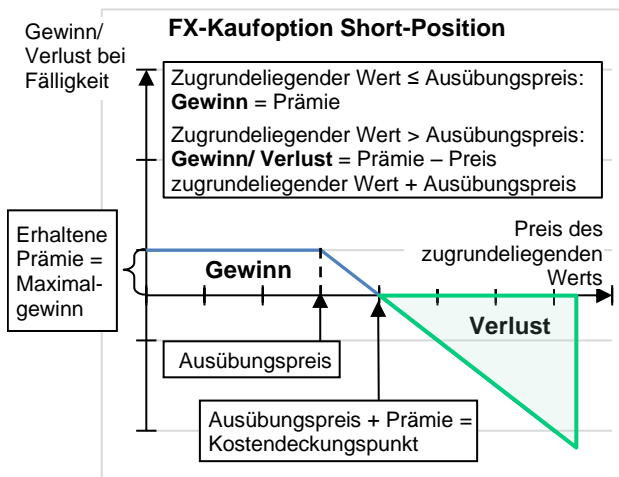 Gewinn/
Verlust bei
Fälligkeit
FX-Kaufoption Short-Position
Zugrundeliegender Wert ≤ Ausübungspreis:
Gewinn = Prämie
Zugrundeliegender Wert > Ausübungspreis:
Gewinn/ Verlust = Prämie – Preis
zugrundeliegender Wert + Ausübungspreis
Erhaltene
Prämie =
Maximal-
gewinn
Gewinn
Preis des
zugrundeliegenden
Werts
Verlust
Ausübungspreis
Ausübungspreis + Prämie =
Kostendeckungspunkt